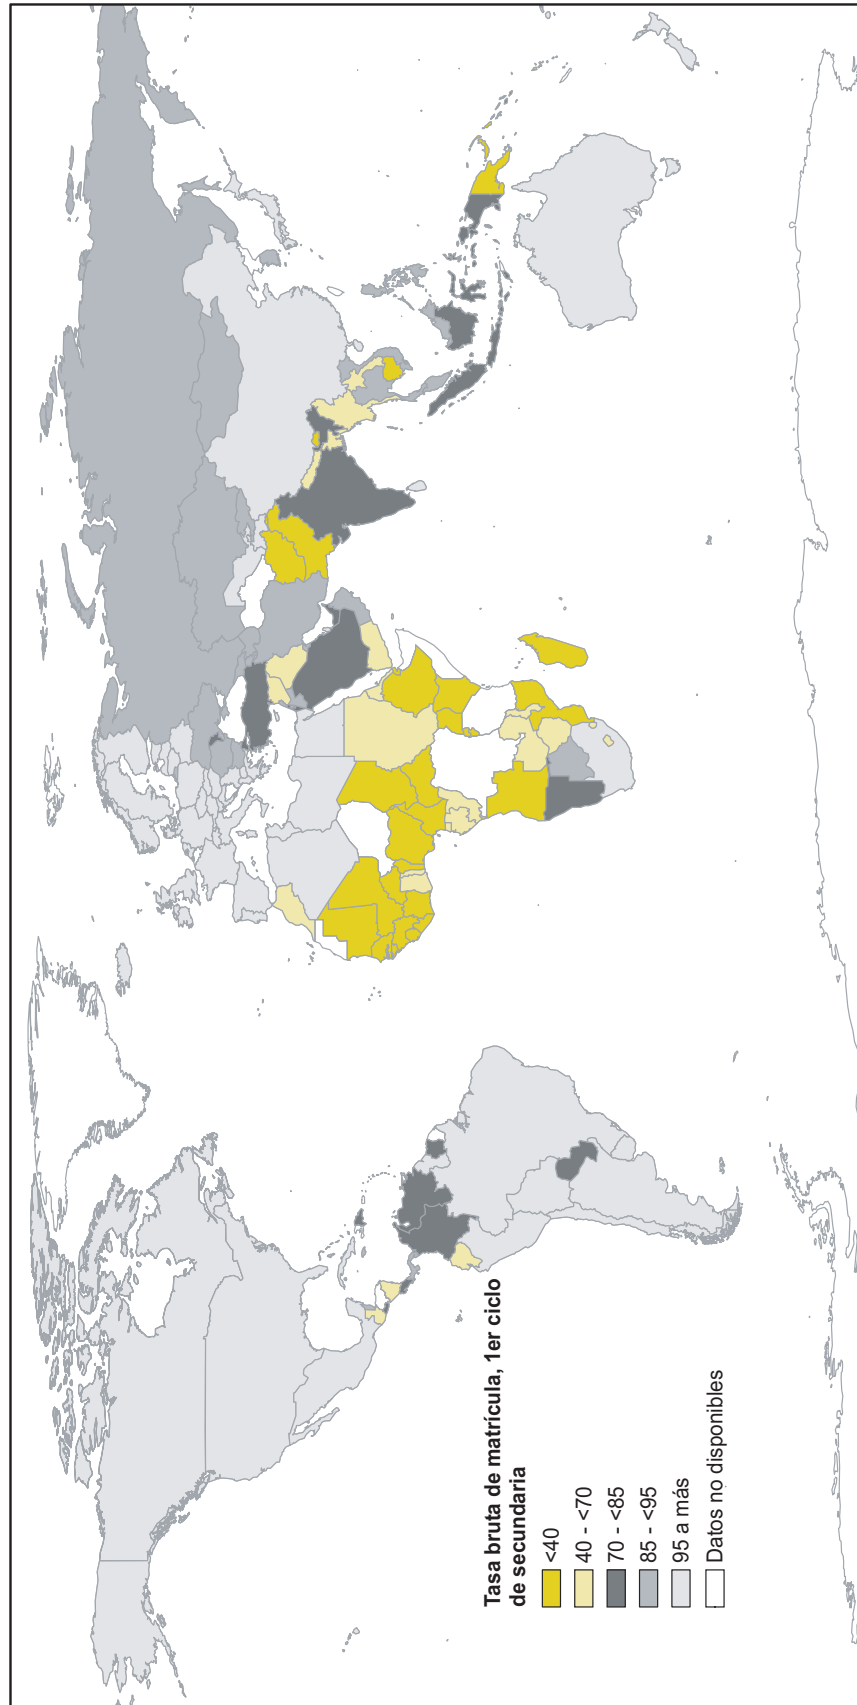 Tasa bruta de matrícula, 1er ciclo
de secundaria
<40
40 - <70
70 - <85
85 - <95
95 a más
Datos no disponibles